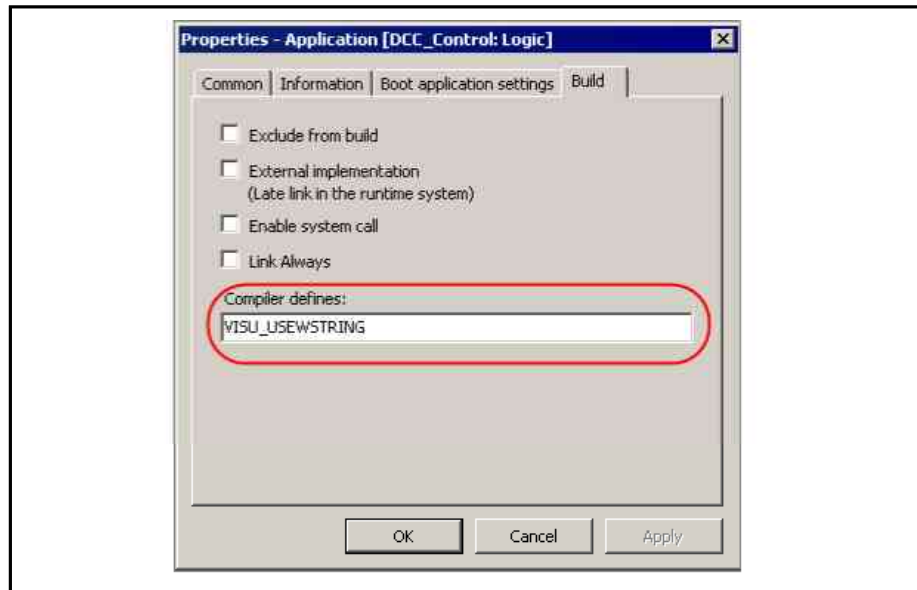 Properties - Application [DCC_Control: Logic]
Common Information Boot application settings Build
Exclude from build
External implementation
(Late link in the runtime system)
Enable system call
Link Always
Compiler defines:
VISU_USEWSTRING
OK Cancel Apply